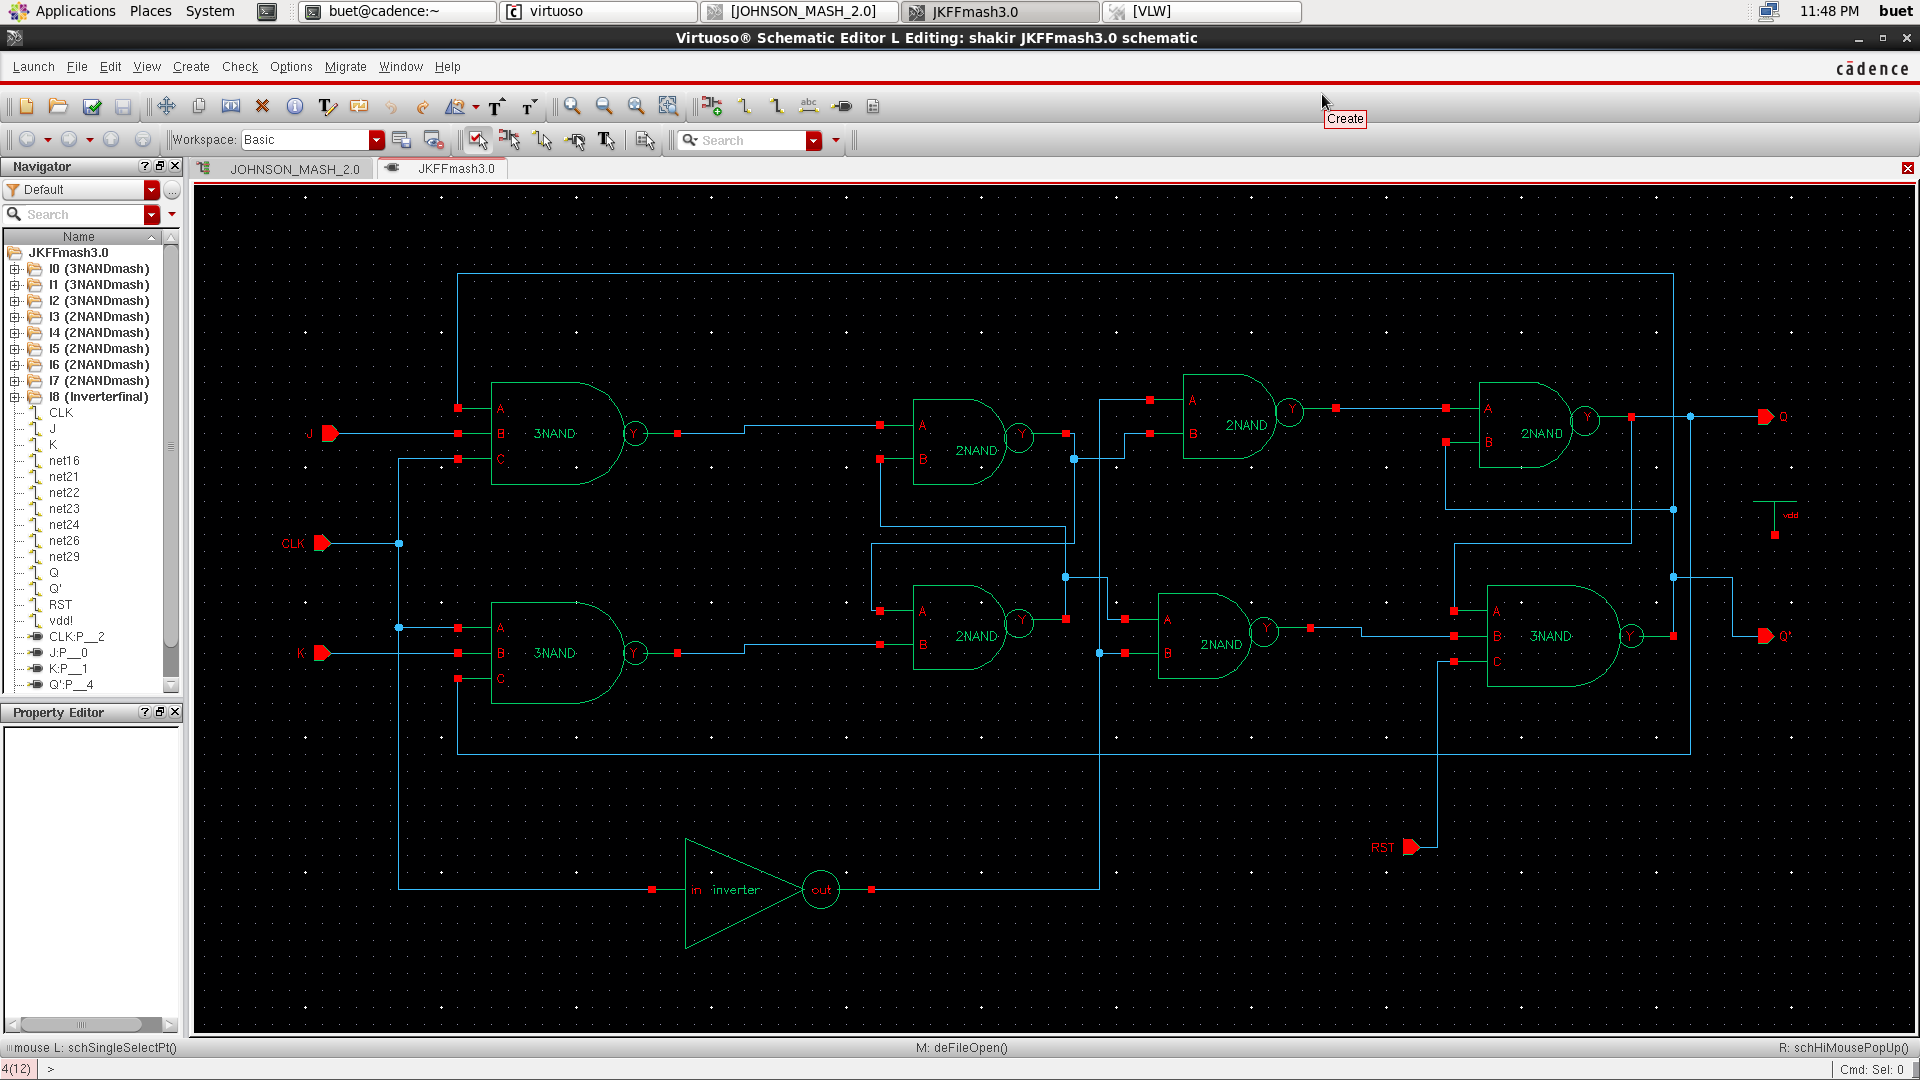 Applications Places System buet@cadence:~ virtuoso [JOHNSON_MASH_2.0] JKFFmash3.0 [VLW] 11:48 PM buet
Virtuoso® Schematic Editor L Editing: shakir JKFFmash3.0 schematic
Launch File Edit View Create Check Options Migrate Window Help cādence
abc
Create
Workspace: Basic Search
Navigator ? JOHNSON_MASH_2.0 JKFFmash3.0
Default ...
Search
Name
JKFFmash3.0
I0 (3NANDmash)
I1 (3NANDmash)
I2 (3NANDmash)
I3 (2NANDmash)
I4 (2NANDmash)
I5 (2NANDmash)
I6 (2NANDmash)
I7 (2NANDmash)
I8 (Inverterfinal)
CLK
J
K
net16
net21
net22
net23
net24
net26
net29
Q
Q'
RST
vdd!
CLK:P__2
J:P__0
K:P__1
Q':P__4
Property Editor ?
J A B C 3NAND Y
A B 2NAND Y
A B 2NAND Y
A B 2NAND Y Q
vdd
CLK
K A B C 3NAND Y
A B 2NAND Y
A B 2NAND Y
A B C 3NAND Y Q'
RST
in inverter out
mouse L: schSingleSelectPt() M: deFileOpen() R: schHiMousePopUp()
4(12) > Cmd: Sel: 0